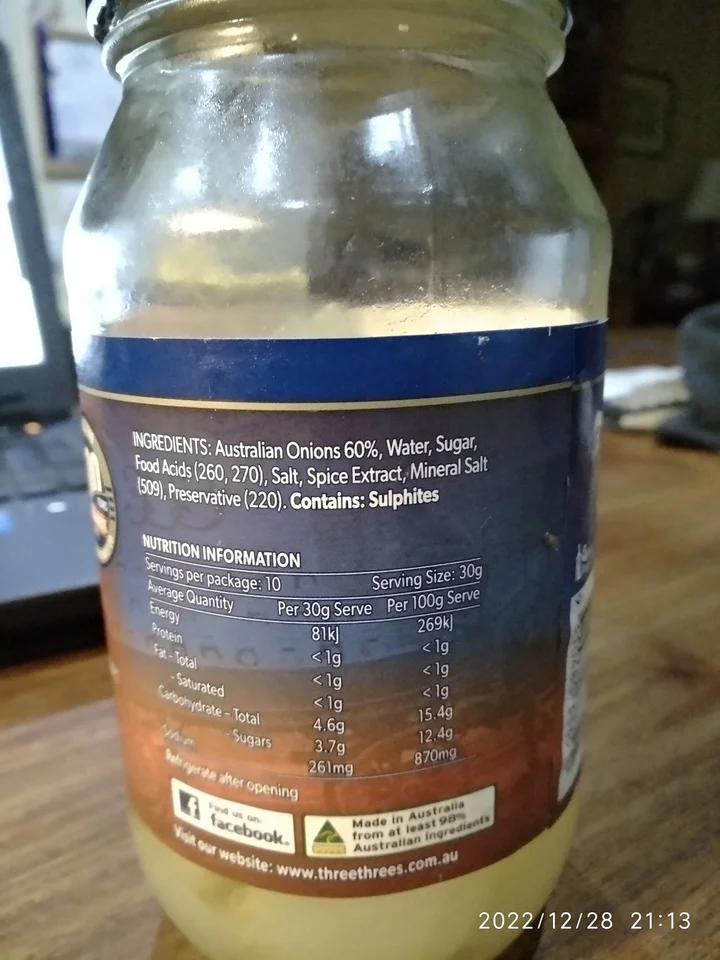 INGREDIENTS: Australian Onions 60%, Water, Sugar,
Food Acids (260, 270), Salt, Spice Extract, Mineral Salt
(509), Preservative (220). Contains: Sulphites
NUTRITION INFORMATION
Servings per package: 10 Serving Size: 30g
Average Quantity Per 30g Serve Per 100g Serve
Energy 81kJ 269kJ
Protein <1g <1g
Fat - Total <1g <1g
- Saturated <1g <1g
Carbohydrate - Total 4.6g 15.4g
- Sugars 3.7g 12.4g
Sodium 261mg 870mg
Refrigerate after opening
Find us on:
facebook.
Made in Australia
from at least 98%
Australian ingredients
Visit our website: www.threethrees.com.au
2022/12/28 21:13